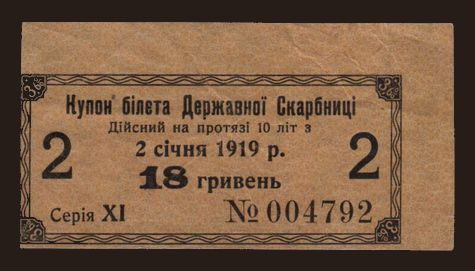 Купон білета Державної Скарбниці
Дійсний на протязі 10 літ з
2 2 січня 1919 р. 2
18 гривень
Серія XI № 004792